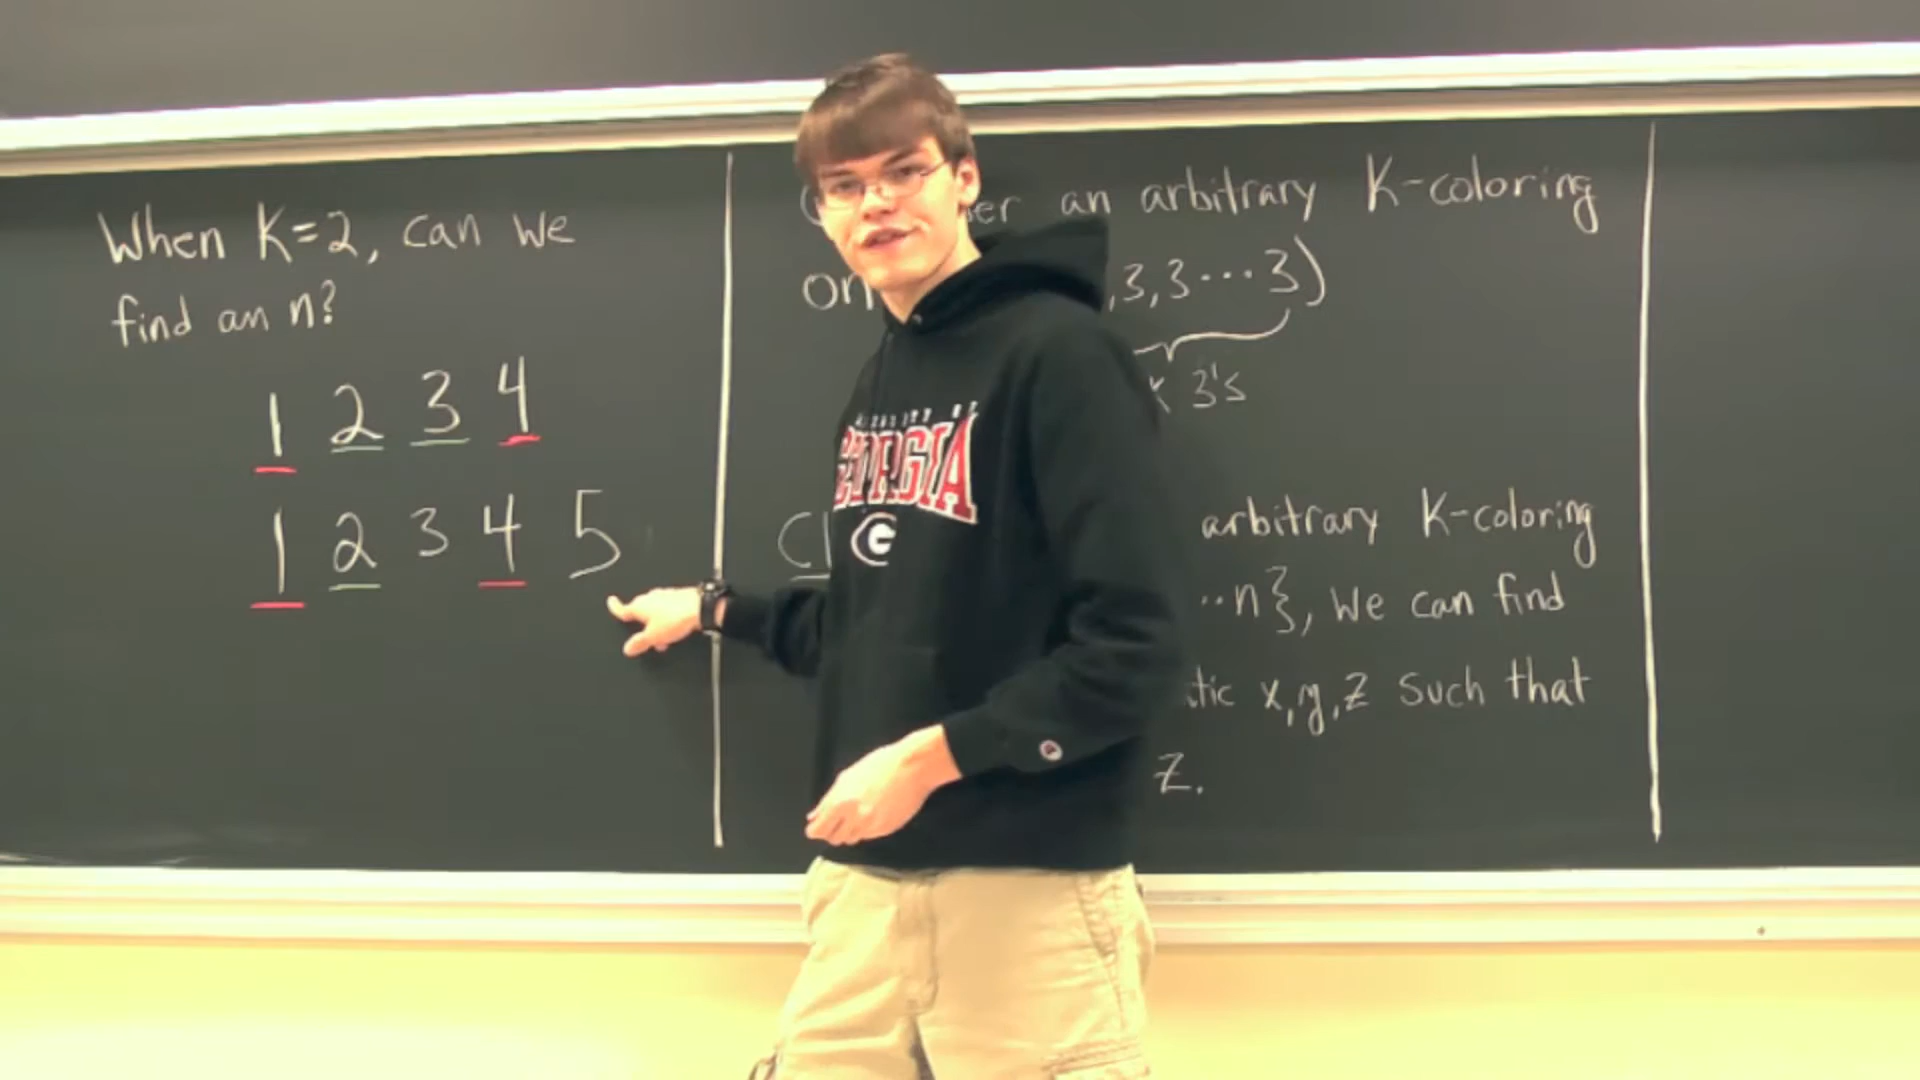 When K=2, can we
find an n?
1 2 3 4
1 2 3 4 5
an arbitrary K-coloring
on ,3,3...3)
3's
arbitrary K-coloring
..n}, we can find
x,y,z such that
z.
GEORGIA
G